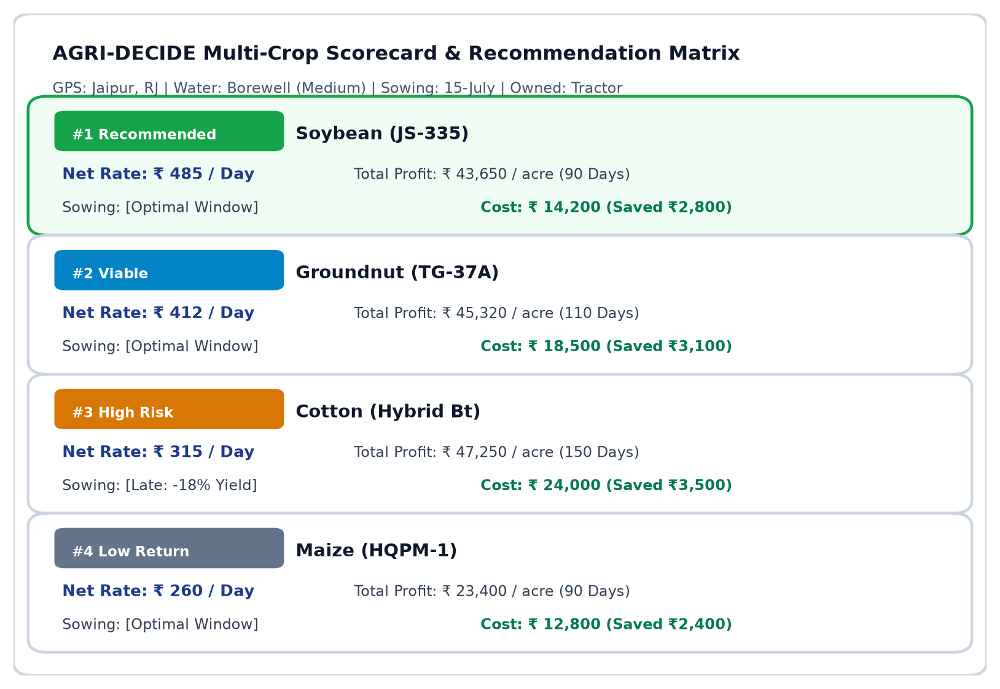 AGRI-DECIDE Multi-Crop Scorecard & Recommendation Matrix
GPS: Jaipur, RJ | Water: Borewell (Medium) | Sowing: 15-July | Owned: Tractor
#1 Recommended Soybean (JS-335)
Net Rate: ₹ 485 / Day Total Profit: ₹ 43,650 / acre (90 Days)
Sowing: [Optimal Window] Cost: ₹ 14,200 (Saved ₹2,800)
#2 Viable Groundnut (TG-37A)
Net Rate: ₹ 412 / Day Total Profit: ₹ 45,320 / acre (110 Days)
Sowing: [Optimal Window] Cost: ₹ 18,500 (Saved ₹3,100)
#3 High Risk Cotton (Hybrid Bt)
Net Rate: ₹ 315 / Day Total Profit: ₹ 47,250 / acre (150 Days)
Sowing: [Late: -18% Yield] Cost: ₹ 24,000 (Saved ₹3,500)
#4 Low Return Maize (HQPM-1)
Net Rate: ₹ 260 / Day Total Profit: ₹ 23,400 / acre (90 Days)
Sowing: [Optimal Window] Cost: ₹ 12,800 (Saved ₹2,400)